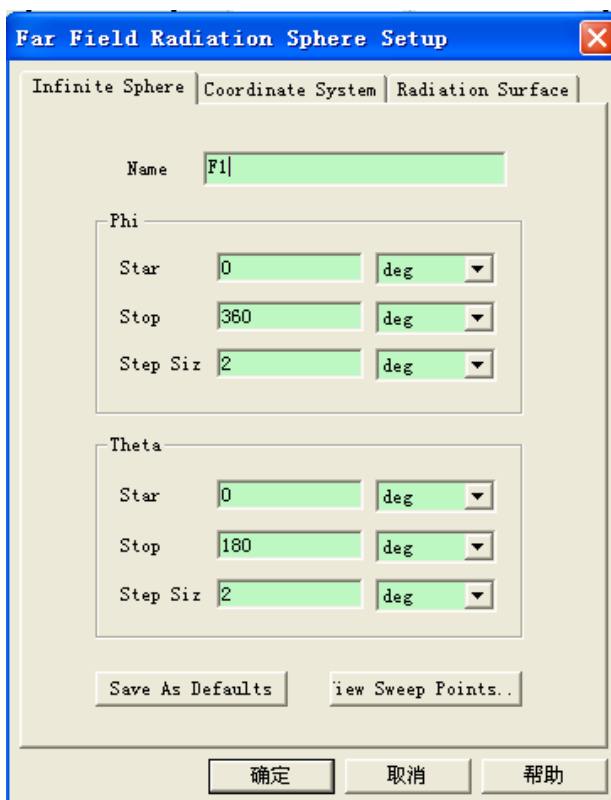 Far Field Radiation Sphere Setup
Infinite Sphere Coordinate System Radiation Surface
Name F1
Phi
Star 0 deg
Stop 360 deg
Step Siz 2 deg
Theta
Star 0 deg
Stop 180 deg
Step Siz 2 deg
Save As Defaults iew Sweep Points..
确定 取消 帮助